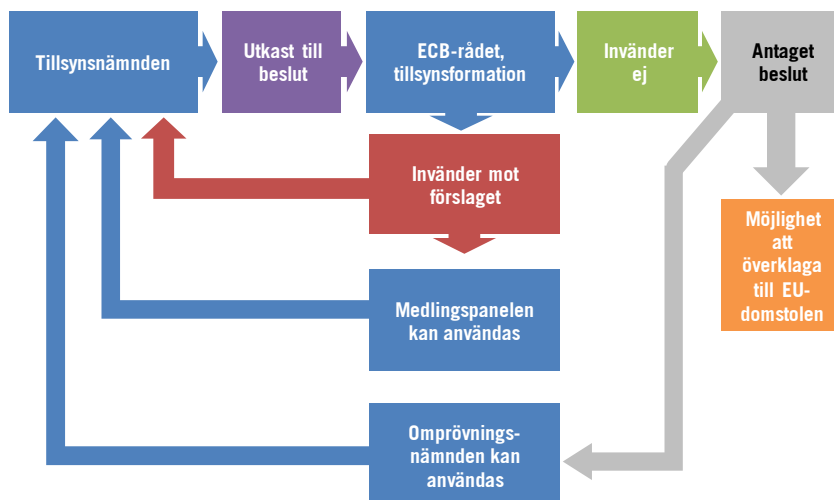 Tillsynsnämnden
Utkast till
beslut
ECB-rådet,
tillsynsformation
Invänder
ej
Antaget
beslut
Invänder mot
förslaget
Möjlighet
att
överklaga
till EU-
domstolen
Medlingspanelen
kan användas
Omprövnings-
nämnden kan
användas